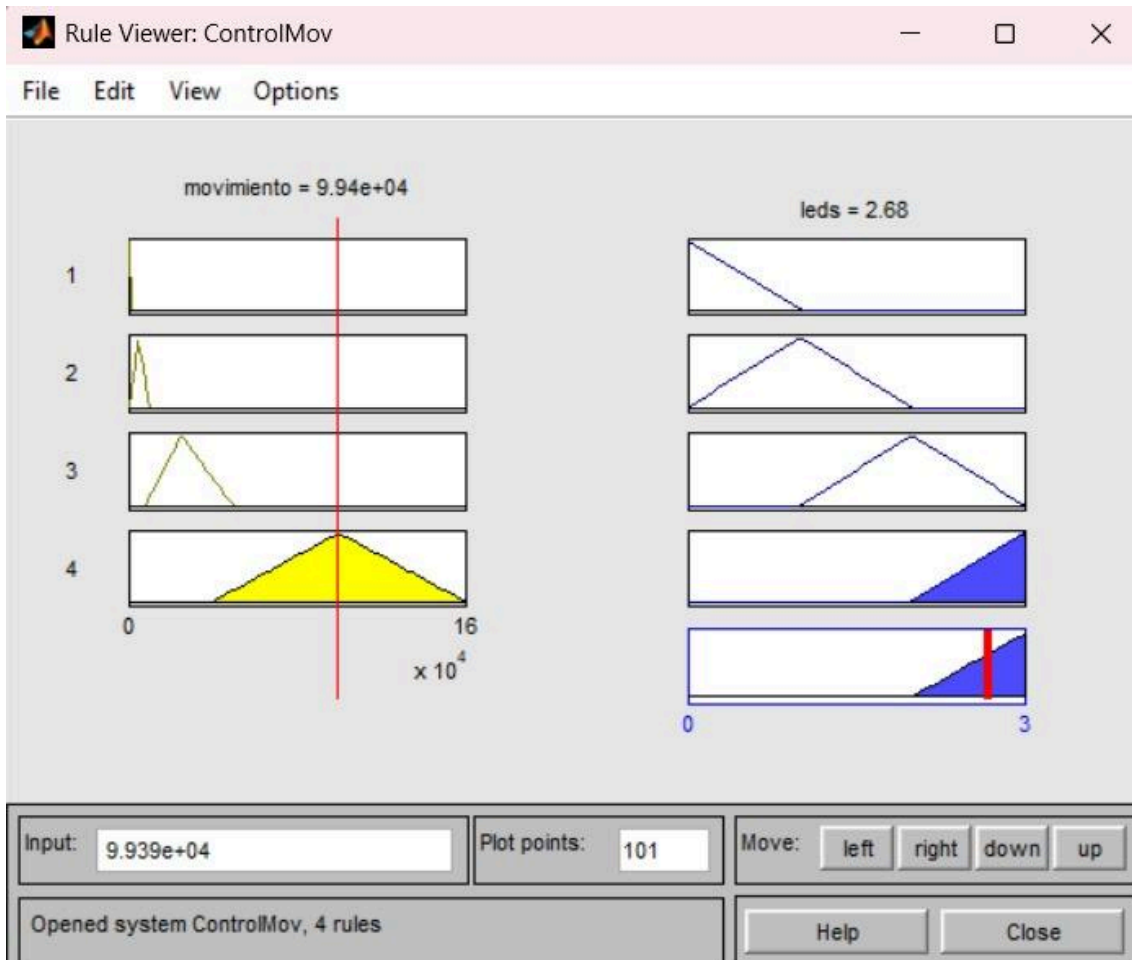 Rule Viewer: ControlMov
File Edit View Options
movimiento = 9.94e+04
leds = 2.68
1
2
3
4
0 16
x 10^4
0 3
Input: 9.939e+04
Plot points: 101
Move: left right down up
Opened system ControlMov, 4 rules
Help Close